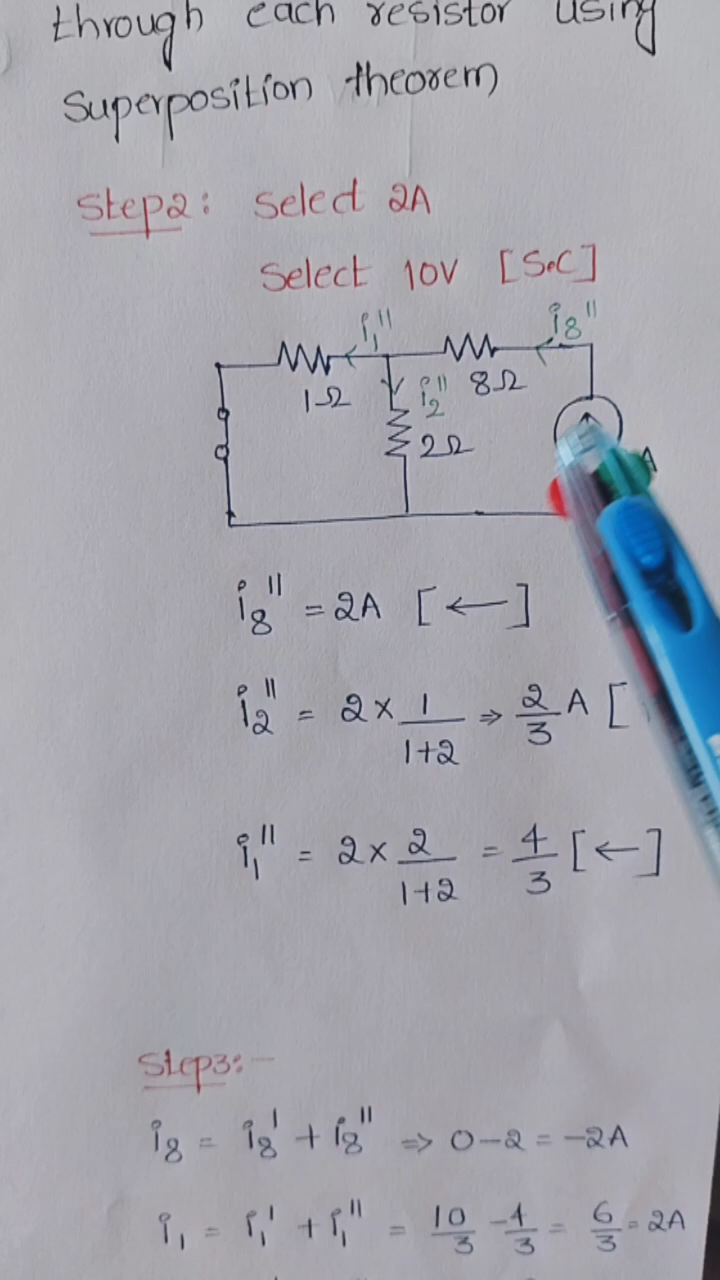 through each resistor using
Superposition theorem
Step2: Select 2A
Select 10V [S.C]
i1'' i8''
1Ω i2'' 8Ω
2Ω A
i8'' = 2A [←]
i2'' = 2 × 1/1+2 ⇒ 2/3 A [
i1'' = 2 × 2/1+2 = 4/3 [←]
Step3:-
i8 = i8' + i8'' ⇒ 0-2 = -2A
i1 = i1' + i1'' = 10/3 - 4/3 = 6/3 = 2A